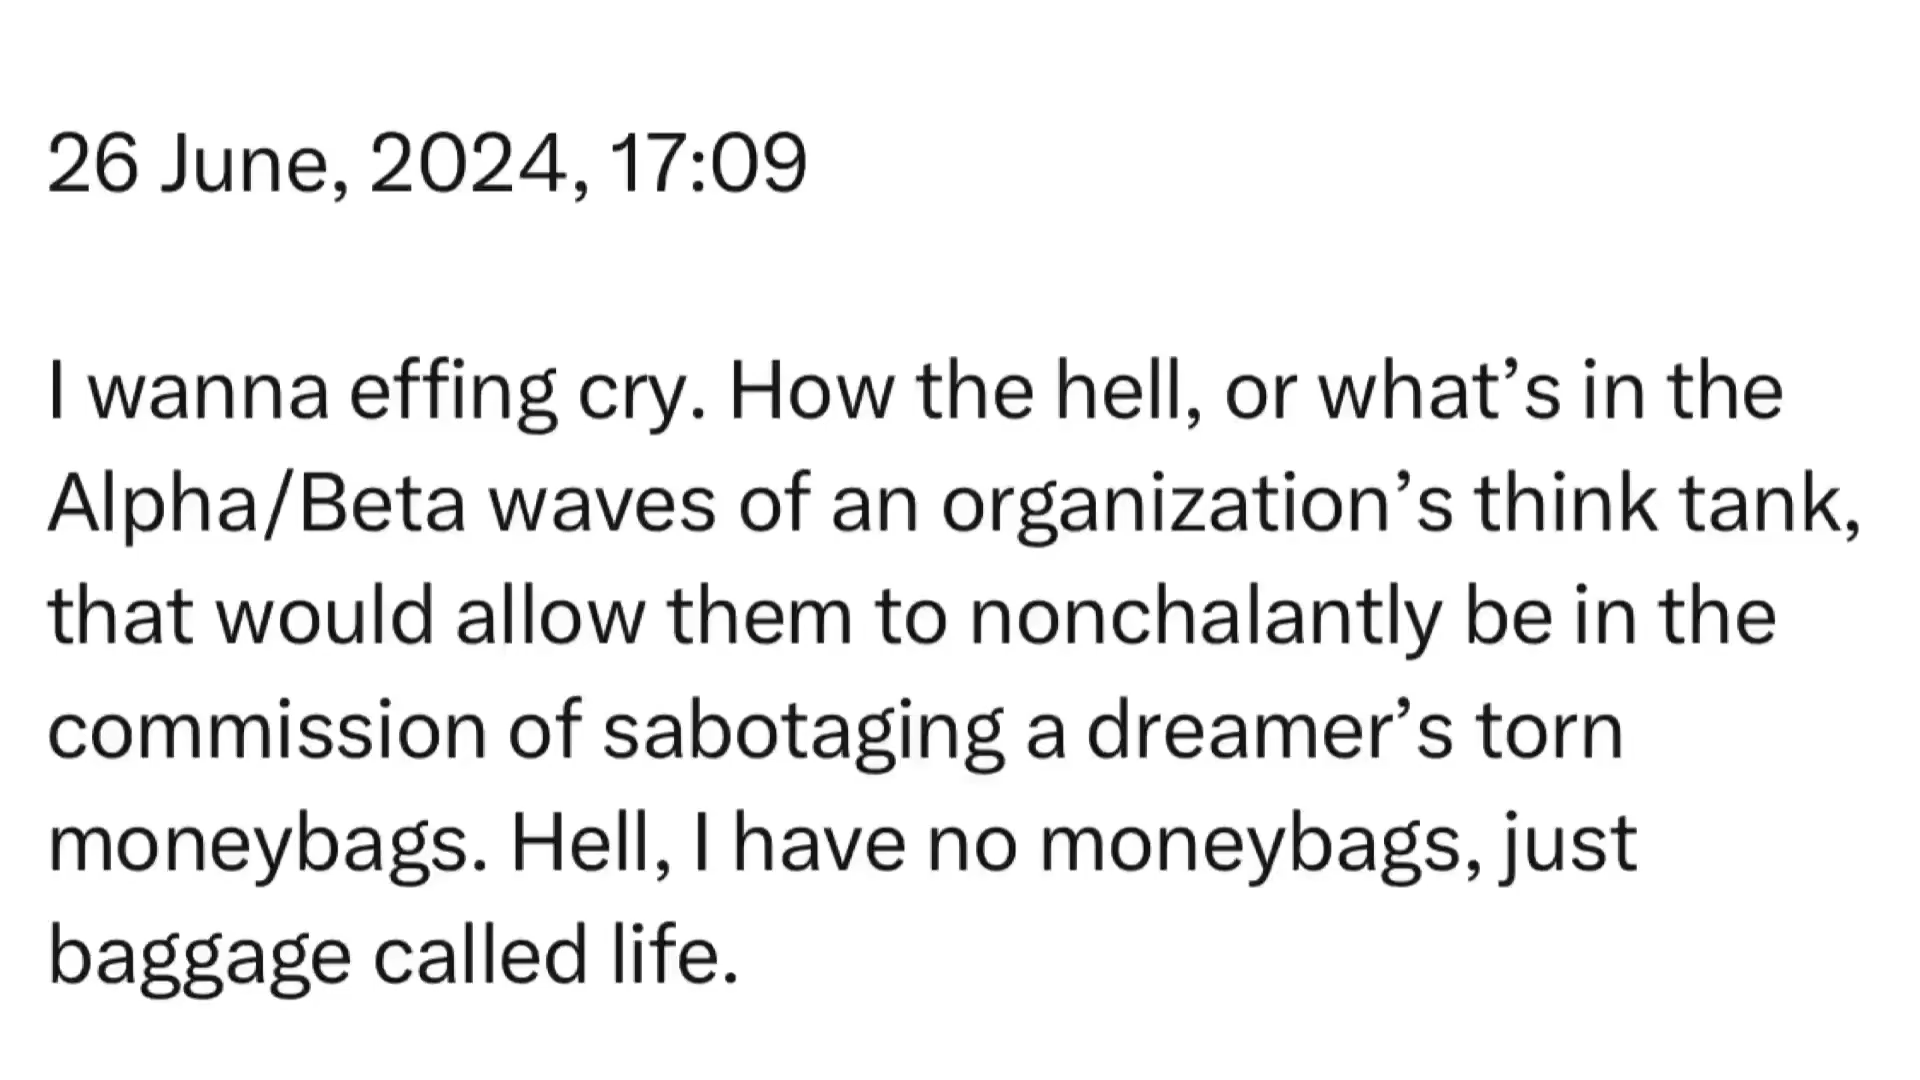 26 June, 2024, 17:09
I wanna effing cry. How the hell, or what’s in the
Alpha/Beta waves of an organization’s think tank,
that would allow them to nonchalantly be in the
commission of sabotaging a dreamer’s torn
moneybags. Hell, I have no moneybags, just
baggage called life.